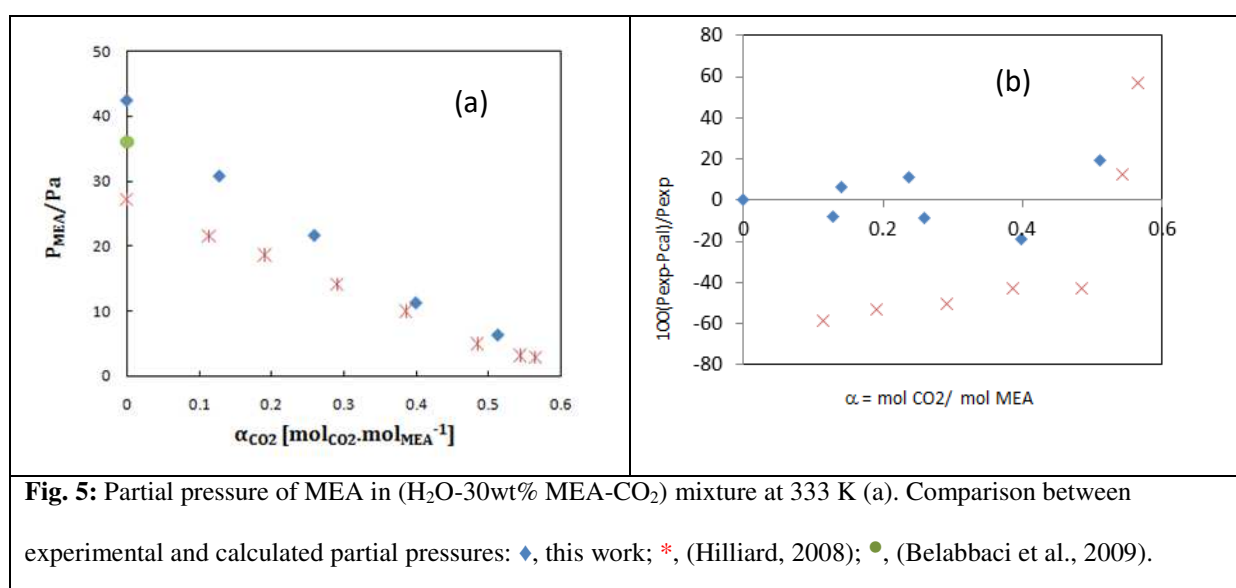 50
40
30
20
10
0
P_MEA/Pa
(a)
0 0.1 0.2 0.3 0.4 0.5 0.6
α_CO2 [mol_CO2.mol_MEA^-1]
80
60
40
20
0
-20
-40
-60
-80
100(Pexp-Pcal)/Pexp
(b)
0 0.2 0.4 0.6
α = mol CO2/ mol MEA
Fig. 5: Partial pressure of MEA in (H₂O-30wt% MEA-CO₂) mixture at 333 K (a). Comparison between
experimental and calculated partial pressures: ♦, this work; *, (Hilliard, 2008); ●, (Belabbaci et al., 2009).